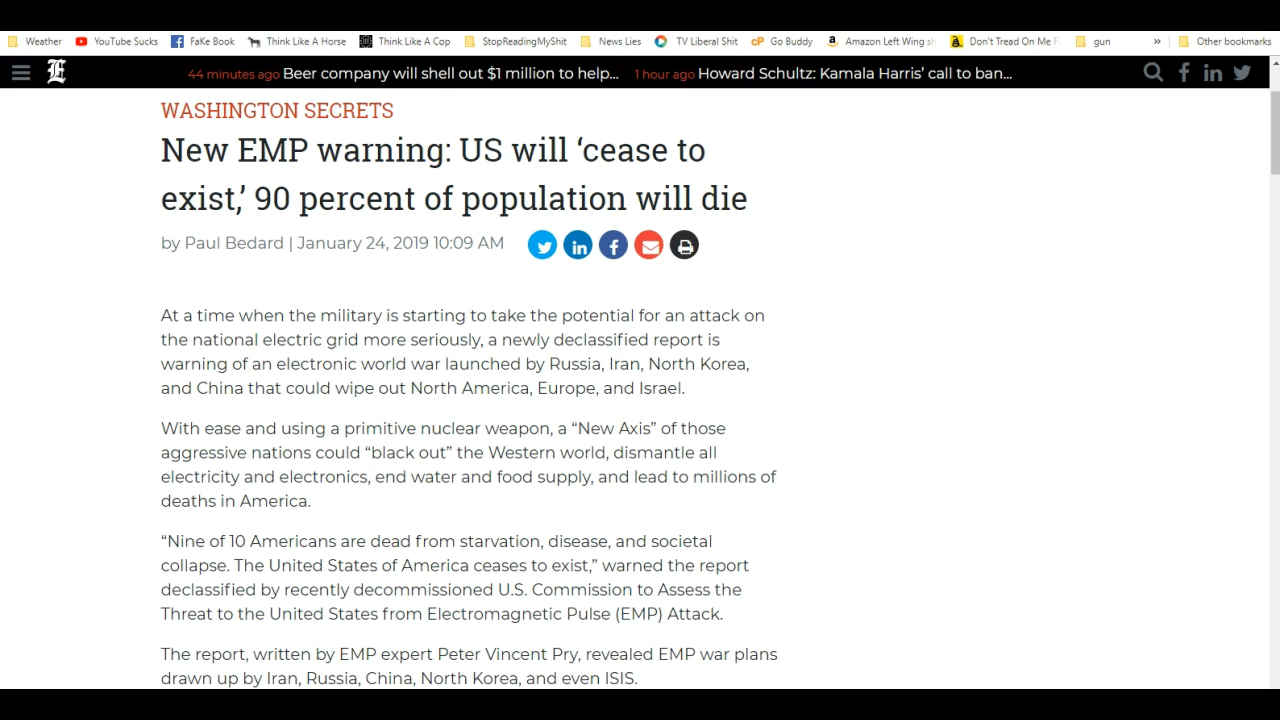 Weather YouTube Sucks FaKe Book Think Like A Horse Think Like A Cop StopReadingMyShit News Lies TV Liberal Shit Go Buddy Amazon Left Wing sh Don't Tread On Me F gun » Other bookmarks
E 44 minutes ago Beer company will shell out $1 million to help... 1 hour ago Howard Schultz: Kamala Harris’ call to ban...
WASHINGTON SECRETS
New EMP warning: US will ‘cease to
exist,’ 90 percent of population will die
by Paul Bedard | January 24, 2019 10:09 AM
At a time when the military is starting to take the potential for an attack on
the national electric grid more seriously, a newly declassified report is
warning of an electronic world war launched by Russia, Iran, North Korea,
and China that could wipe out North America, Europe, and Israel.
With ease and using a primitive nuclear weapon, a “New Axis” of those
aggressive nations could “black out” the Western world, dismantle all
electricity and electronics, end water and food supply, and lead to millions of
deaths in America.
“Nine of 10 Americans are dead from starvation, disease, and societal
collapse. The United States of America ceases to exist,” warned the report
declassified by recently decommissioned U.S. Commission to Assess the
Threat to the United States from Electromagnetic Pulse (EMP) Attack.
The report, written by EMP expert Peter Vincent Pry, revealed EMP war plans
drawn up by Iran, Russia, China, North Korea, and even ISIS.